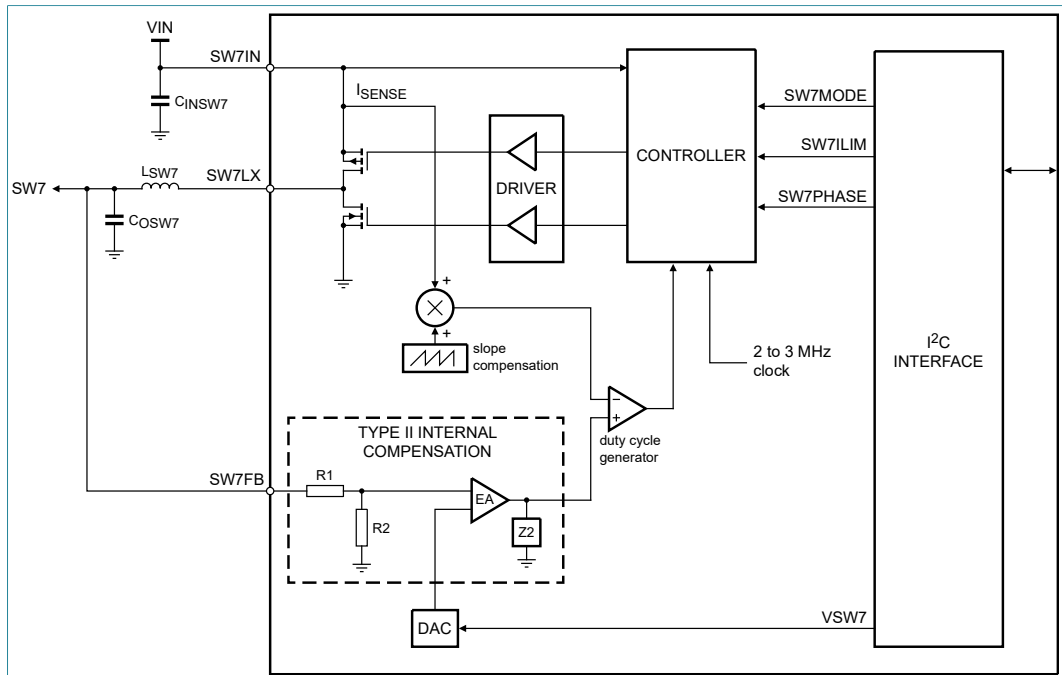 VIN
SW7IN
CINSW7
ISENSE
SW7MODE
SW7ILIM
SW7PHASE
CONTROLLER
DRIVER
LSW7
SW7LX
SW7
COSW7
+
×
+
slope
compensation
2 to 3 MHz
clock
I2C
INTERFACE
−
+
duty cycle
generator
TYPE II INTERNAL
COMPENSATION
SW7FB
R1
R2
EA
Z2
DAC
VSW7